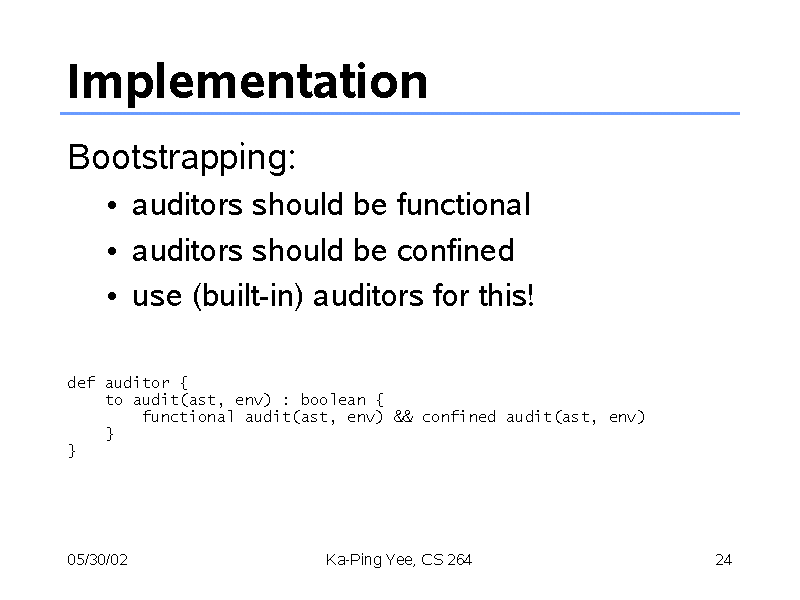 Implementation
Bootstrapping:
• auditors should be functional
• auditors should be confined
• use (built-in) auditors for this!
def auditor {
    to audit(ast, env) : boolean {
        functional audit(ast, env) && confined audit(ast, env)
    }
}
05/30/02 Ka-Ping Yee, CS 264 24